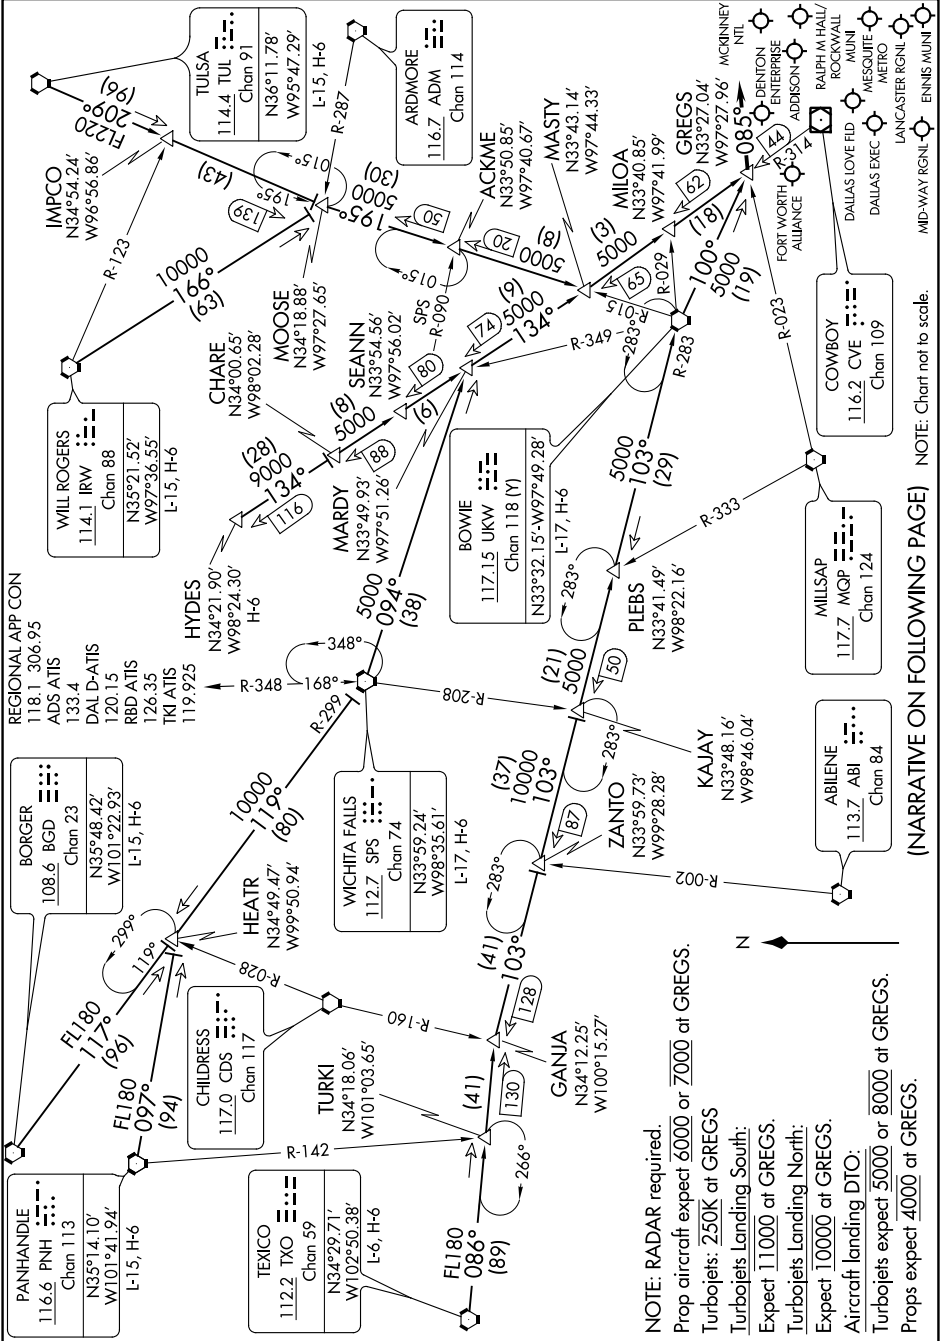 REGIONAL APP CON
118.1 306.95
ADS ATIS
133.4
DAL D-ATIS
120.15
RBD ATIS
126.35
TKI ATIS
119.925
TULSA
114.4 TUL
Chan 91
N36°11.78'
W95°47.29'
L-15, H-6
ARDMORE
116.7 ADM
Chan 114
WILL ROGERS
114.1 IRW
Chan 88
N35°21.52'
W97°36.55'
L-15, H-6
BORGER
108.6 BGD
Chan 23
N35°48.42'
W101°22.93'
L-15, H-6
PANHANDLE
116.6 PNH
Chan 113
N35°14.10'
W101°41.94'
L-15, H-6
CHILDRESS
117.0 CDS
Chan 117
WICHITA FALLS
112.7 SPS
Chan 74
N33°59.24'
W98°35.61'
L-17, H-6
BOWIE
117.15 UKW
Chan 118 (Y)
N33°32.15'-W97°49.28'
L-17, H-6
TEXICO
112.2 TXO
Chan 59
N34°29.71'
W102°50.38'
L-6, H-6
ABILENE
113.7 ABI
Chan 84
MILLSAP
117.7 MQP
Chan 124
COWBOY
116.2 CVE
Chan 109
IMPCO
N34°54.24'
W96°56.86'
MOOSE
N34°18.88'
W97°27.65'
ACKME
N33°50.85'
W97°40.67'
MASTY
N33°43.14'
W97°44.33'
MILOA
N33°40.85'
W97°41.99'
GREGS
N33°27.04'
W97°27.96'
CHARE
N34°00.65'
W98°02.28'
SEANN
N33°54.56'
W97°56.02'
HYDES
N34°21.90'
W98°24.30'
H-6
MARDY
N33°49.93'
W97°51.26'
HEATR
N34°49.47'
W99°50.94'
TURKI
N34°18.06'
W101°03.65'
GANJA
N34°12.25'
W100°15.27'
ZANTO
N33°59.73'
W99°28.28'
KAJAY
N33°48.16'
W98°46.04'
PLEBS
N33°41.49'
W98°22.16'
FL220
209°
(96)
(43)
R-123
R-287
10000
199°
(93)
139
195°
015°
195°
5000
(30)
50
015°
SPS
R-090
20
5000
(8)
(3)
5000
65
R-015
R-029
62
(18)
085°
44
R-314
100°
5000
(19)
R-023
R-283
283°
R-349
(28)
9000
134°
116
(8)
5000
88
80
(6)
74
(9)
5000
134°
5000
094°
(38)
348°
168°
R-348
R-299
R-208
10000
119°
(80)
299°
119°
FL180
117°
(96)
FL180
097°
(94)
R-028
R-160
R-142
FL180
086°
(89)
266°
(41)
130
128
(41)
103°
283°
87
R-002
(37)
10000
103°
283°
50
(21)
5000
283°
R-333
5000
103°
(29)
MCKINNEY
NTL
DENTON
ENTERPRISE
ADDISON
RALPH M HALL/
ROCKWALL
MUNI
MESQUITE
METRO
LANCASTER RGNL
ENNIS MUNI
FORT WORTH
ALLIANCE
DALLAS LOVE FLD
DALLAS EXEC
MID-WAY RGNL
N
NOTE: RADAR required.
Prop aircraft expect 6000 or 7000 at GREGS.
Turbojets: 250K at GREGS
Turbojets Landing South:
Expect 11000 at GREGS.
Turbojets Landing North:
Expect 10000 at GREGS.
Aircraft landing DTO:
Turbojets expect 5000 or 8000 at GREGS.
Props expect 4000 at GREGS.
(NARRATIVE ON FOLLOWING PAGE)
NOTE: Chart not to scale.